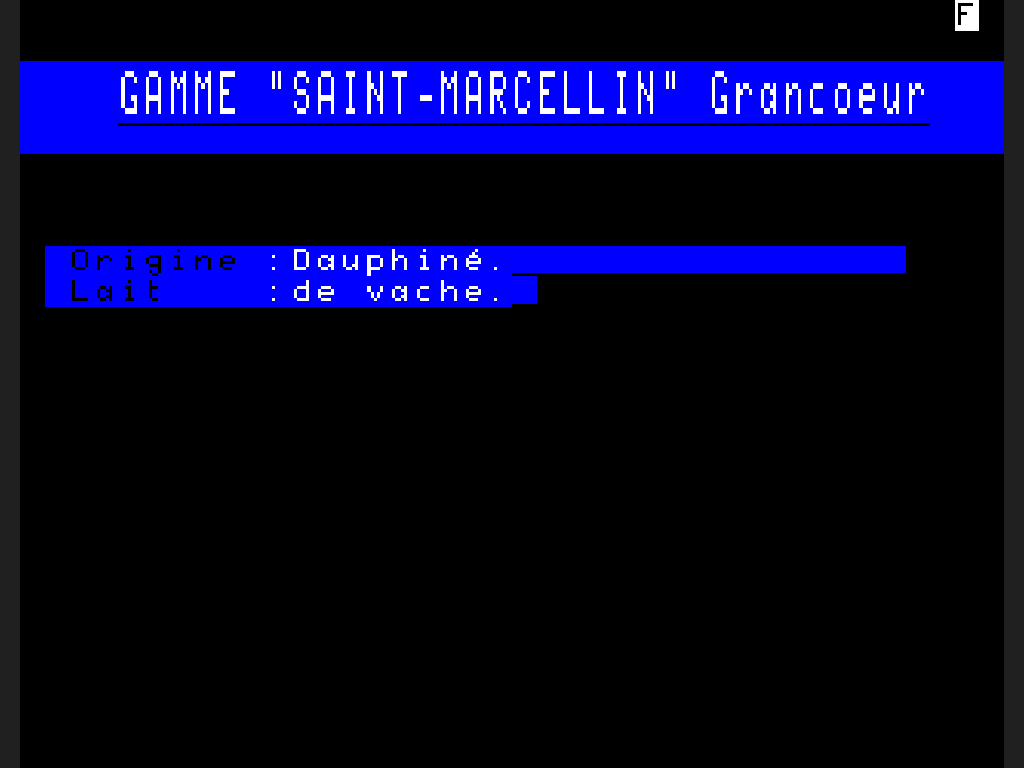 F
GAMME "SAINT-MARCELLIN" Grancoeur
Origine :Dauphiné.
Lait :de vache.